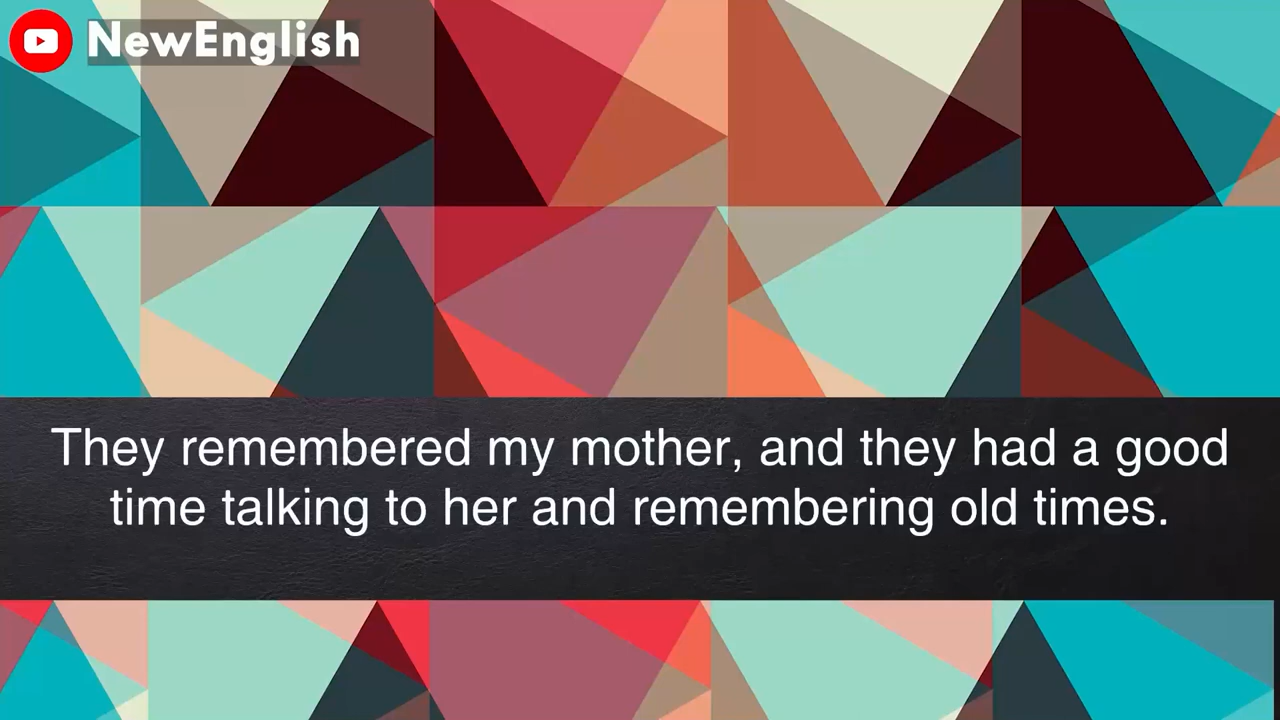 NewEnglish
They remembered my mother, and they had a good
time talking to her and remembering old times.